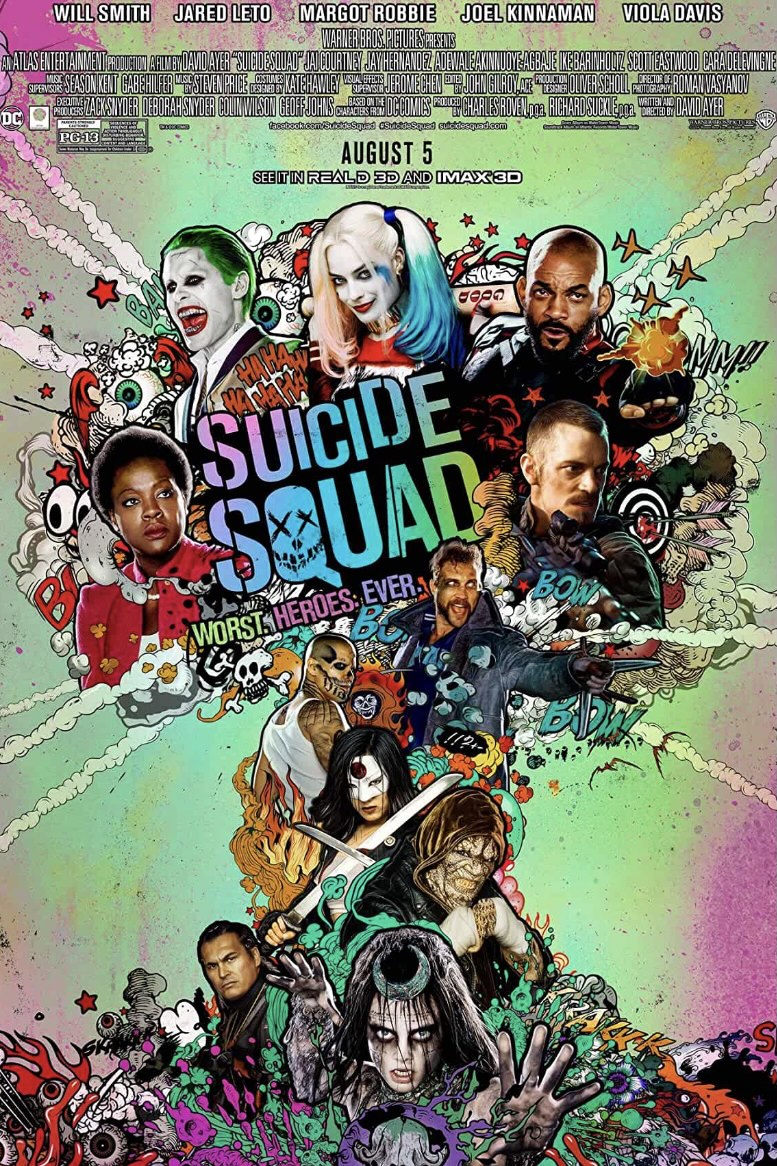 WILL SMITH JARED LETO MARGOT ROBBIE JOEL KINNAMAN VIOLA DAVIS
WARNER BROS. PICTURES PRESENTS
AN ATLAS ENTERTAINMENT PRODUCTION A FILM BY DAVID AYER "SUICIDE SQUAD" JAI COURTNEY JAY HERNANDEZ ADEWALE AKINNUOYE-AGBAJE IKE BARINHOLTZ SCOTT EASTWOOD CARA DELEVINGNE
MUSIC SUPERVISORS SEASON KENT GABE HILFER MUSIC BY STEVEN PRICE COSTUMES DESIGNED BY KATE HAWLEY VISUAL EFFECTS SUPERVISOR JEROME CHEN EDITED BY JOHN GILROY, ACE PRODUCTION DESIGNER OLIVER SCHOLL DIRECTOR OF PHOTOGRAPHY ROMAN VASYANOV
EXECUTIVE PRODUCERS ZACK SNYDER DEBORAH SNYDER COLIN WILSON GEOFF JOHNS BASED ON THE CHARACTERS FROM DC COMICS PRODUCED BY CHARLES ROVEN, p.g.a. RICHARD SUCKLE, p.g.a. WRITTEN AND DIRECTED BY DAVID AYER
DC
PG-13
facebook.com/SuicideSquad #SuicideSquad suicidesquad.com
AUGUST 5
SEE IT IN REAL D 3D AND IMAX 3D
BA
HA HA HA
HA HA HA
MM!!
SUICIDE
SQUAD
WORST. HEROES. EVER.
BOW
BOW